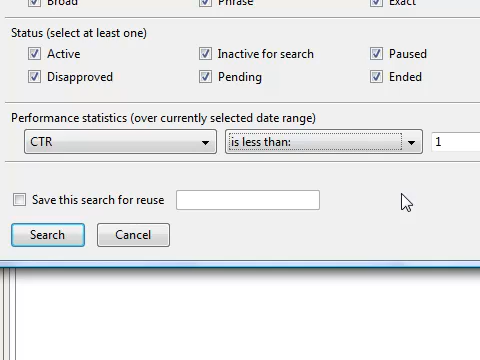 Broad Phrase Exact
Status (select at least one)
Active Inactive for search Paused
Disapproved Pending Ended
Performance statistics (over currently selected date range)
CTR is less than: 1
Save this search for reuse
Search Cancel